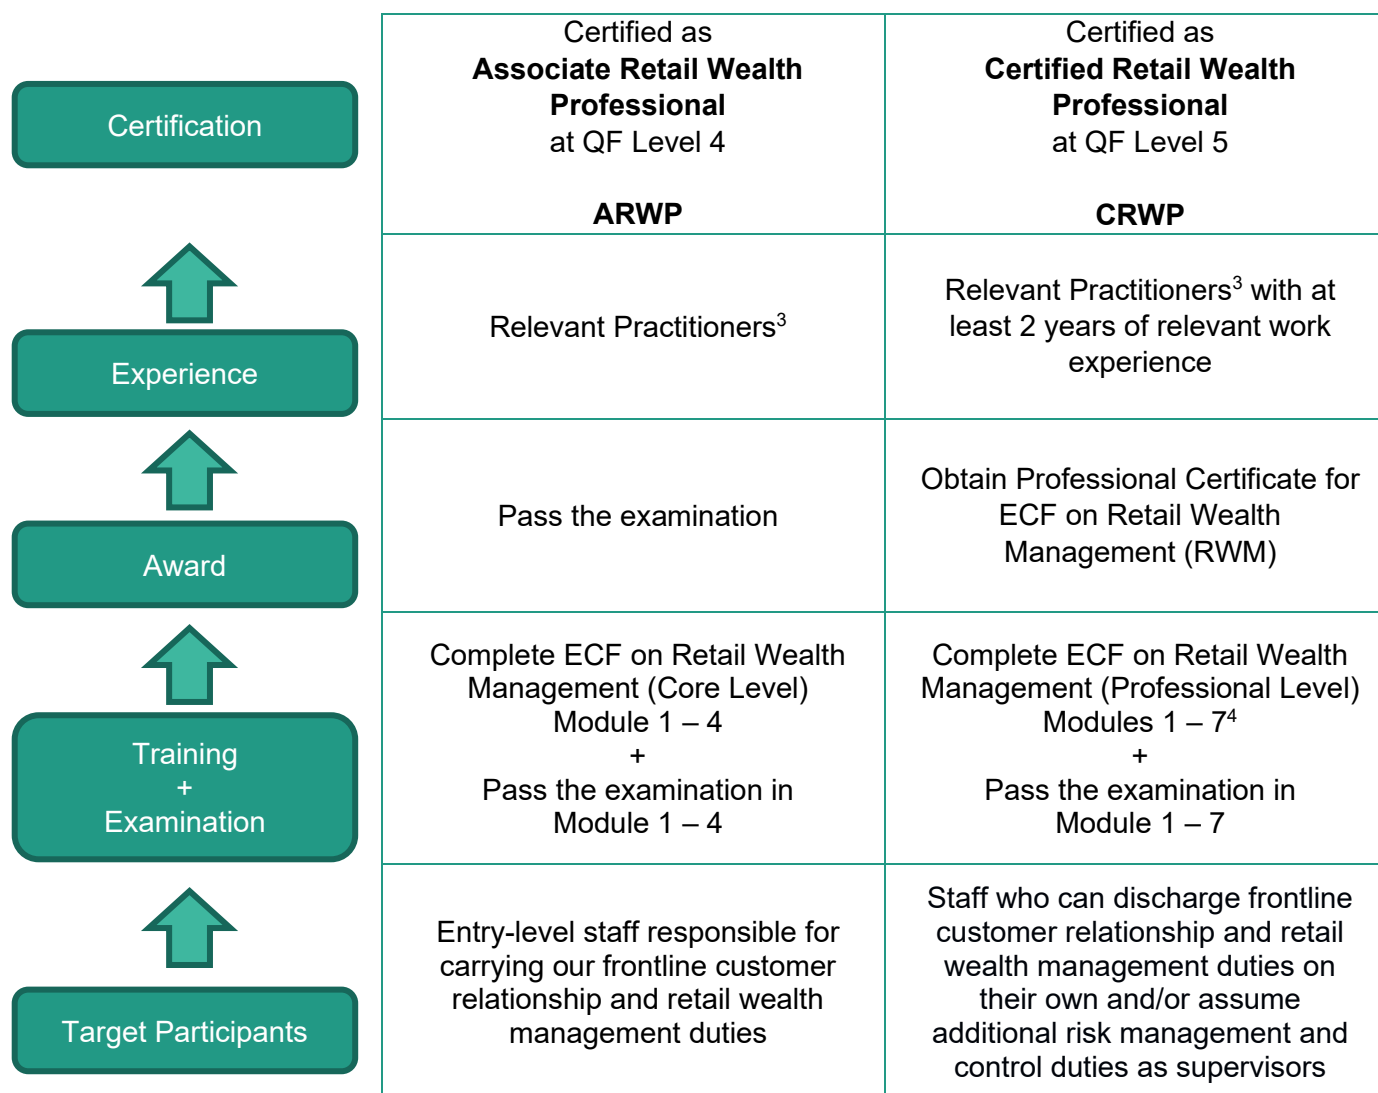 Certification
Certified as
Associate Retail Wealth
Professional
at QF Level 4
ARWP
Certified as
Certified Retail Wealth
Professional
at QF Level 5
CRWP
Experience
Relevant Practitioners³
Relevant Practitioners³ with at
least 2 years of relevant work
experience
Award
Pass the examination
Obtain Professional Certificate for
ECF on Retail Wealth
Management (RWM)
Training
+
Examination
Complete ECF on Retail Wealth
Management (Core Level)
Module 1 – 4
+
Pass the examination in
Module 1 – 4
Complete ECF on Retail Wealth
Management (Professional Level)
Modules 1 – 7⁴
+
Pass the examination in
Module 1 – 7
Target Participants
Entry-level staff responsible for
carrying our frontline customer
relationship and retail wealth
management duties
Staff who can discharge frontline
customer relationship and retail
wealth management duties on
their own and/or assume
additional risk management and
control duties as supervisors